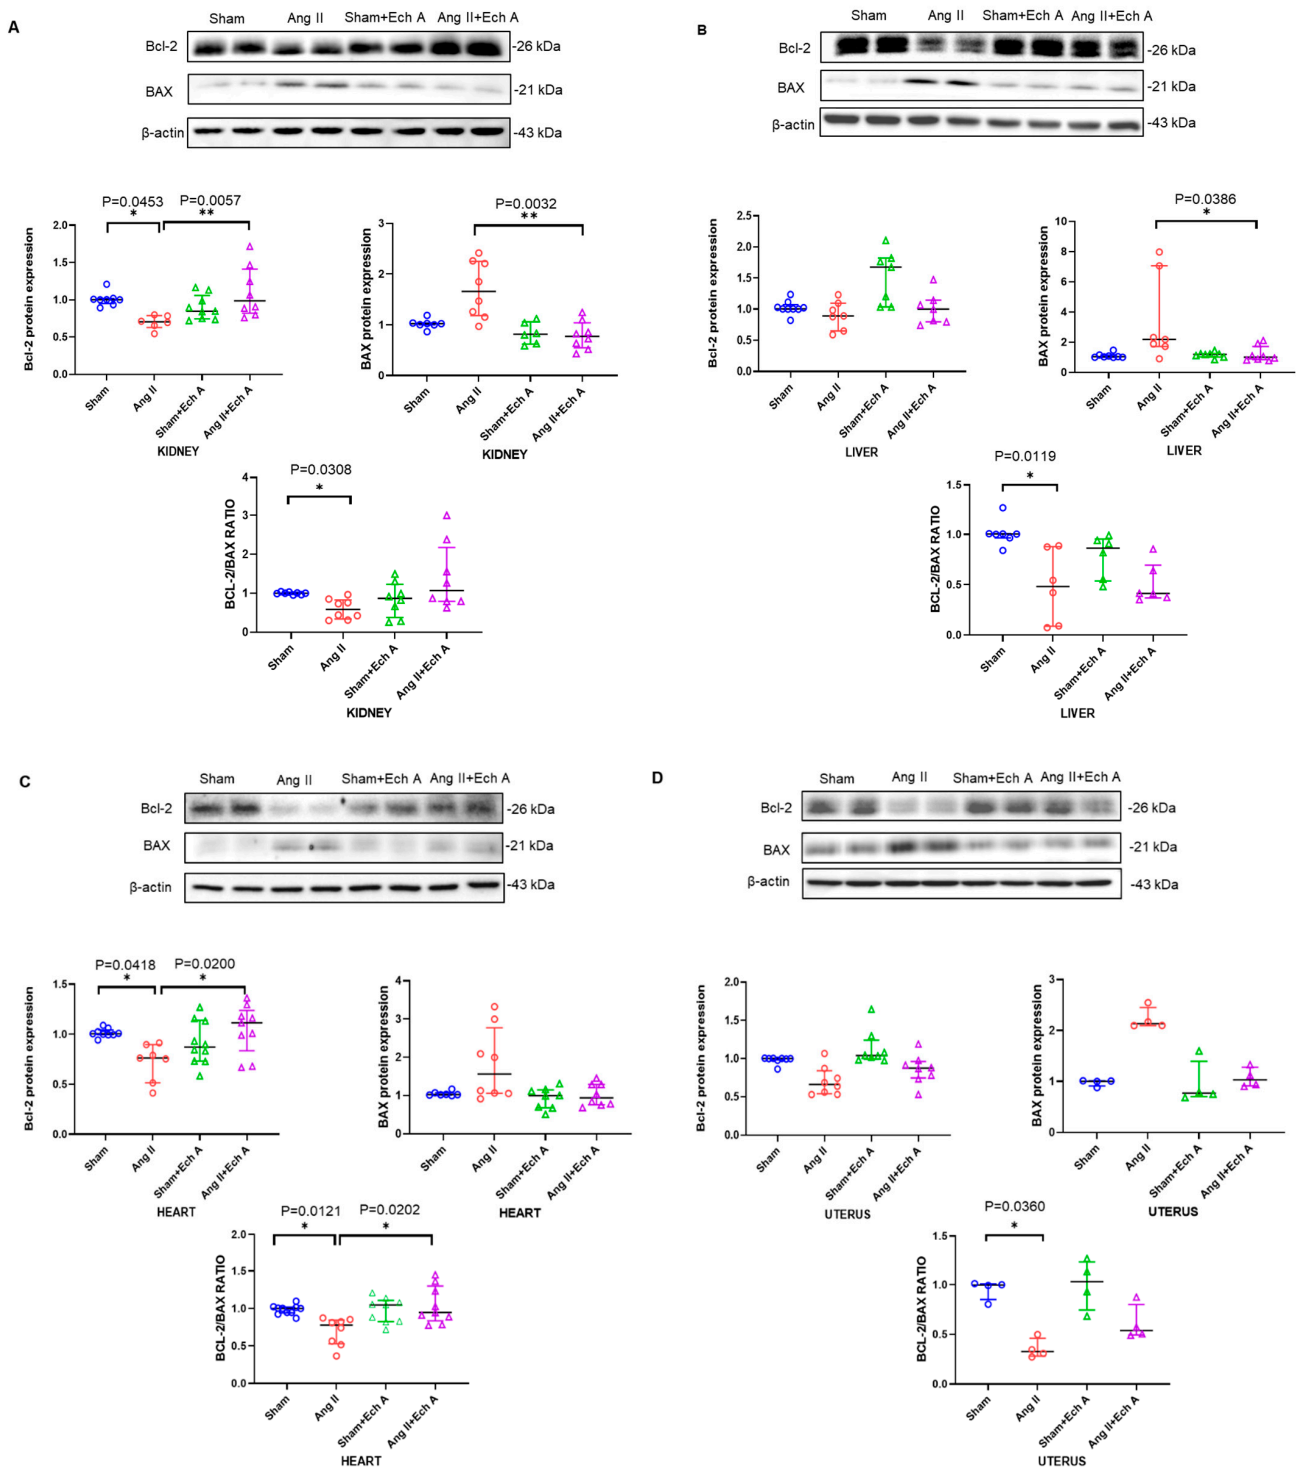 A
Sham Ang II Sham+Ech A Ang II+Ech A
Bcl-2 -26 kDa
BAX -21 kDa
β-actin -43 kDa
P=0.0453 P=0.0057
* **
Bcl-2 protein expression
2.0
1.5
1.0
0.5
0.0
Sham Ang II Sham+Ech A Ang II+Ech A
KIDNEY
P=0.0032
**
BAX protein expression
3
2
1
0
Sham Ang II Sham+Ech A Ang II+Ech A
KIDNEY
P=0.0308
*
BCL-2/BAX RATIO
4
3
2
1
0
Sham Ang II Sham+Ech A Ang II+Ech A
KIDNEY
B
Sham Ang II Sham+Ech A Ang II+Ech A
Bcl-2 -26 kDa
BAX -21 kDa
β-actin -43 kDa
Bcl-2 protein expression
2.5
2.0
1.5
1.0
0.5
0.0
Sham Ang II Sham+Ech A Ang II+Ech A
LIVER
P=0.0386
*
BAX protein expression
10
8
6
4
2
0
Sham Ang II Sham+Ech A Ang II+Ech A
LIVER
P=0.0119
*
BCL-2/BAX RATIO
1.5
1.0
0.5
0.0
Sham Ang II Sham+Ech A Ang II+Ech A
LIVER
C
Sham Ang II Sham+Ech A Ang II+Ech A
Bcl-2 -26 kDa
BAX -21 kDa
β-actin -43 kDa
P=0.0418 P=0.0200
* *
Bcl-2 protein expression
1.5
1.0
0.5
0.0
Sham Ang II Sham+Ech A Ang II+Ech A
HEART
BAX protein expression
4
3
2
1
0
Sham Ang II Sham+Ech A Ang II+Ech A
HEART
P=0.0121 P=0.0202
* *
BCL-2/BAX RATIO
2.0
1.5
1.0
0.5
0.0
Sham Ang II Sham+Ech A Ang II+Ech A
HEART
D
Sham Ang II Sham+Ech A Ang II+Ech A
Bcl-2 -26 kDa
BAX -21 kDa
β-actin -43 kDa
Bcl-2 protein expression
2.0
1.5
1.0
0.5
0.0
Sham Ang II Sham+Ech A Ang II+Ech A
UTERUS
BAX protein expression
3
2
1
0
Sham Ang II Sham+Ech A Ang II+Ech A
UTERUS
P=0.0360
*
BCL-2/BAX RATIO
1.5
1.0
0.5
0.0
Sham Ang II Sham+Ech A Ang II+Ech A
UTERUS